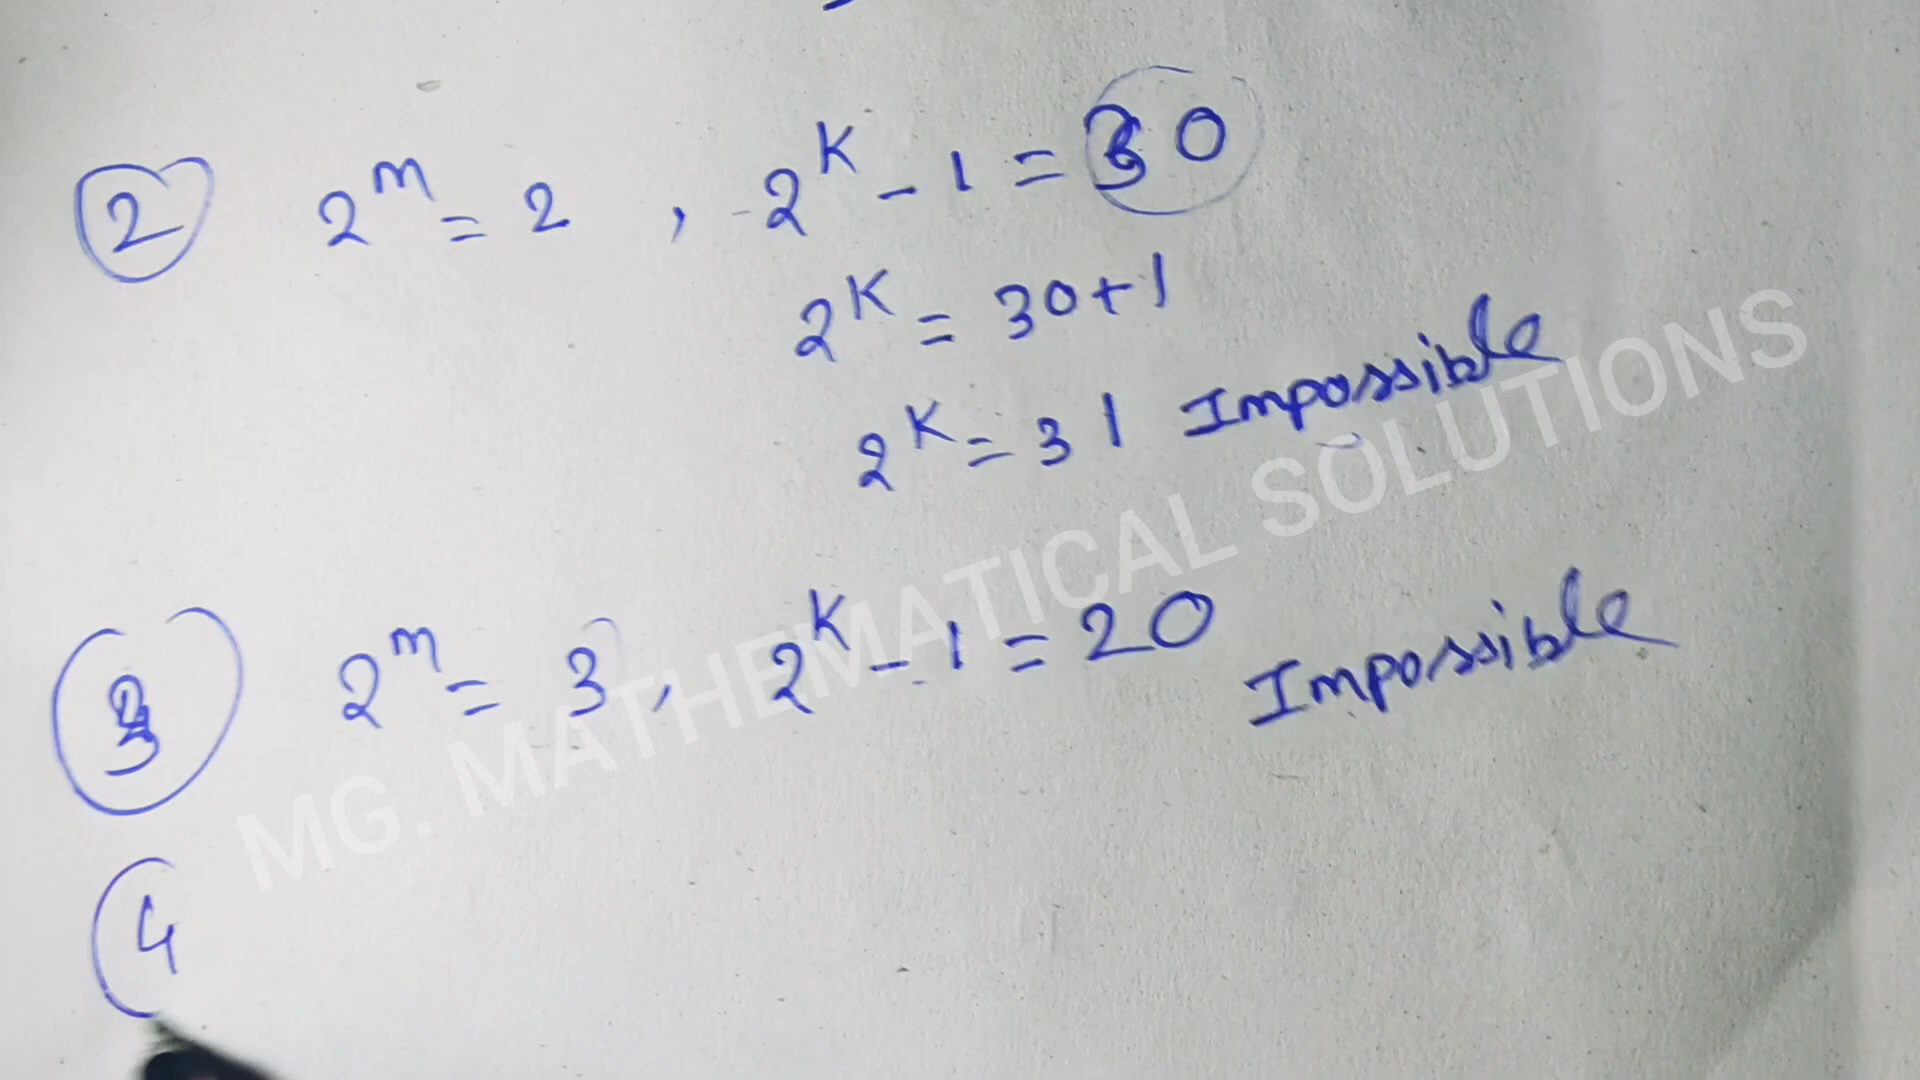 ② 2^m = 2 , 2^K - 1 = 30
2^K = 30+1
2^K = 31 Impossible
③ 2^m = 3, 2^K - 1 = 20 Impossible
4
MG. MATHEMATICAL SOLUTIONS